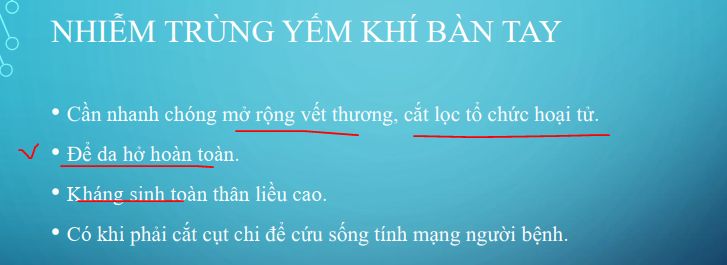 NHIỄM TRÙNG YẾM KHÍ BÀN TAY
• Cần nhanh chóng mở rộng vết thương, cắt lọc tổ chức hoại tử.
• Để da hở hoàn toàn.
• Kháng sinh toàn thân liều cao.
• Có khi phải cắt cụt chi để cứu sống tính mạng người bệnh.